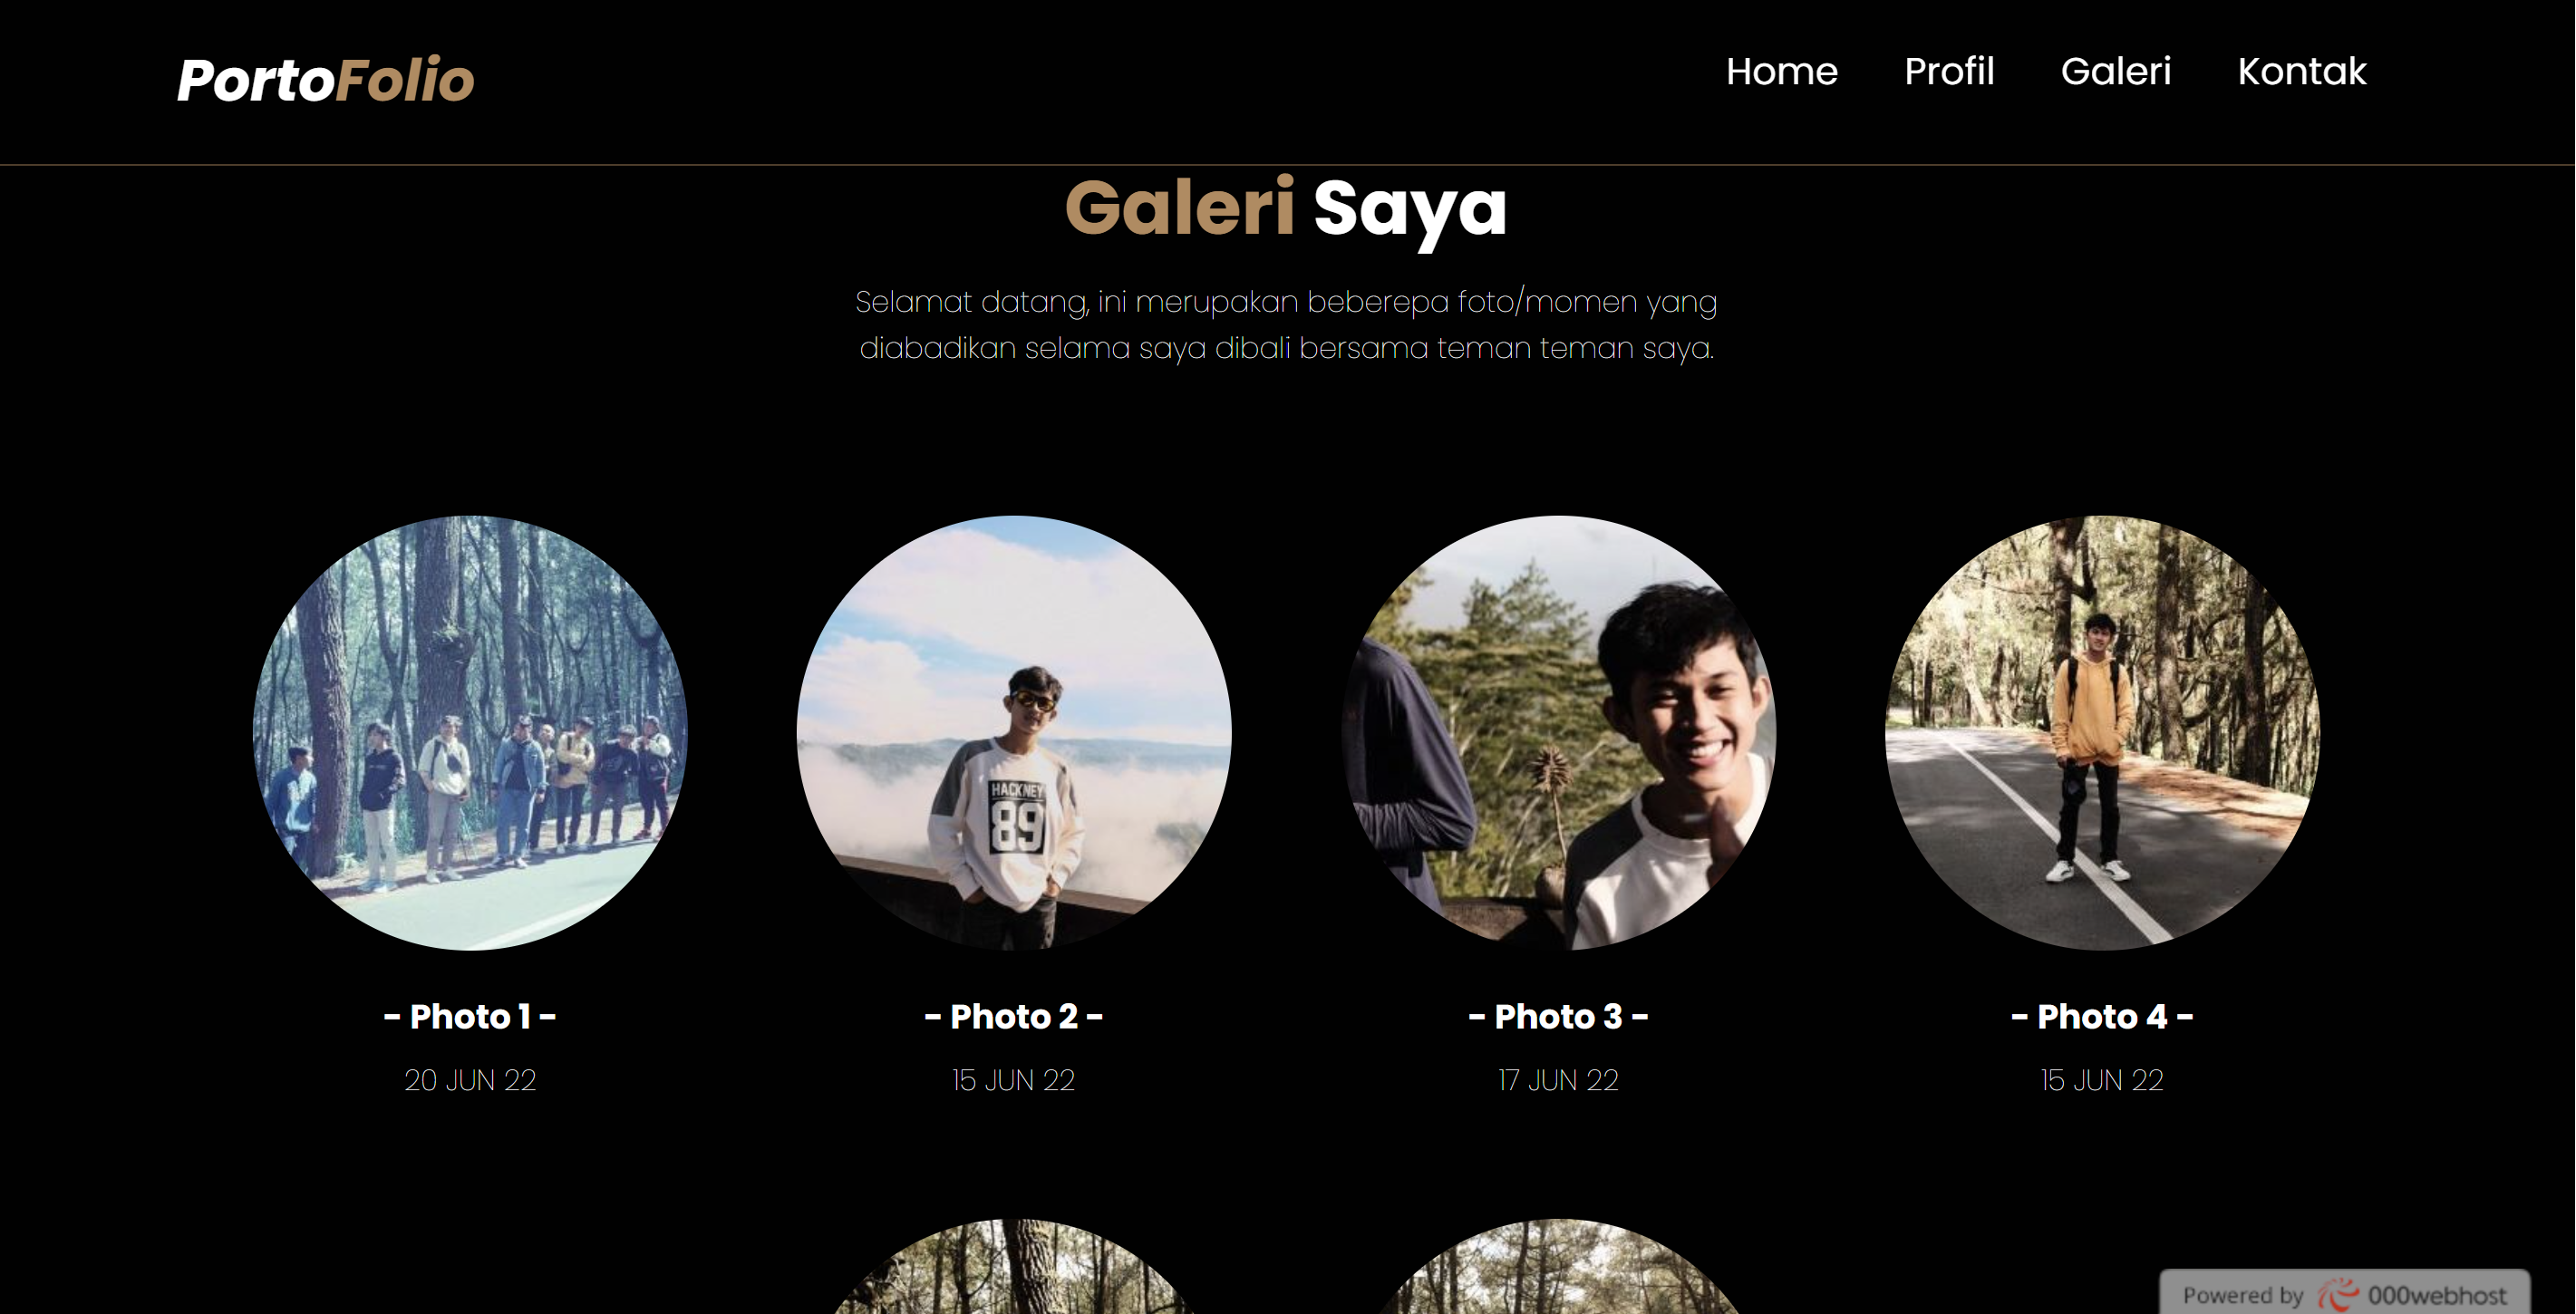 PortoFolio
Home Profil Galeri Kontak
Galeri Saya
Selamat datang, ini merupakan beberepa foto/momen yang
diabadikan selama saya dibali bersama teman teman saya.
HACKNEY
89
- Photo 1 -
20 JUN 22
- Photo 2 -
15 JUN 22
- Photo 3 -
17 JUN 22
- Photo 4 -
15 JUN 22
Powered by 000webhost